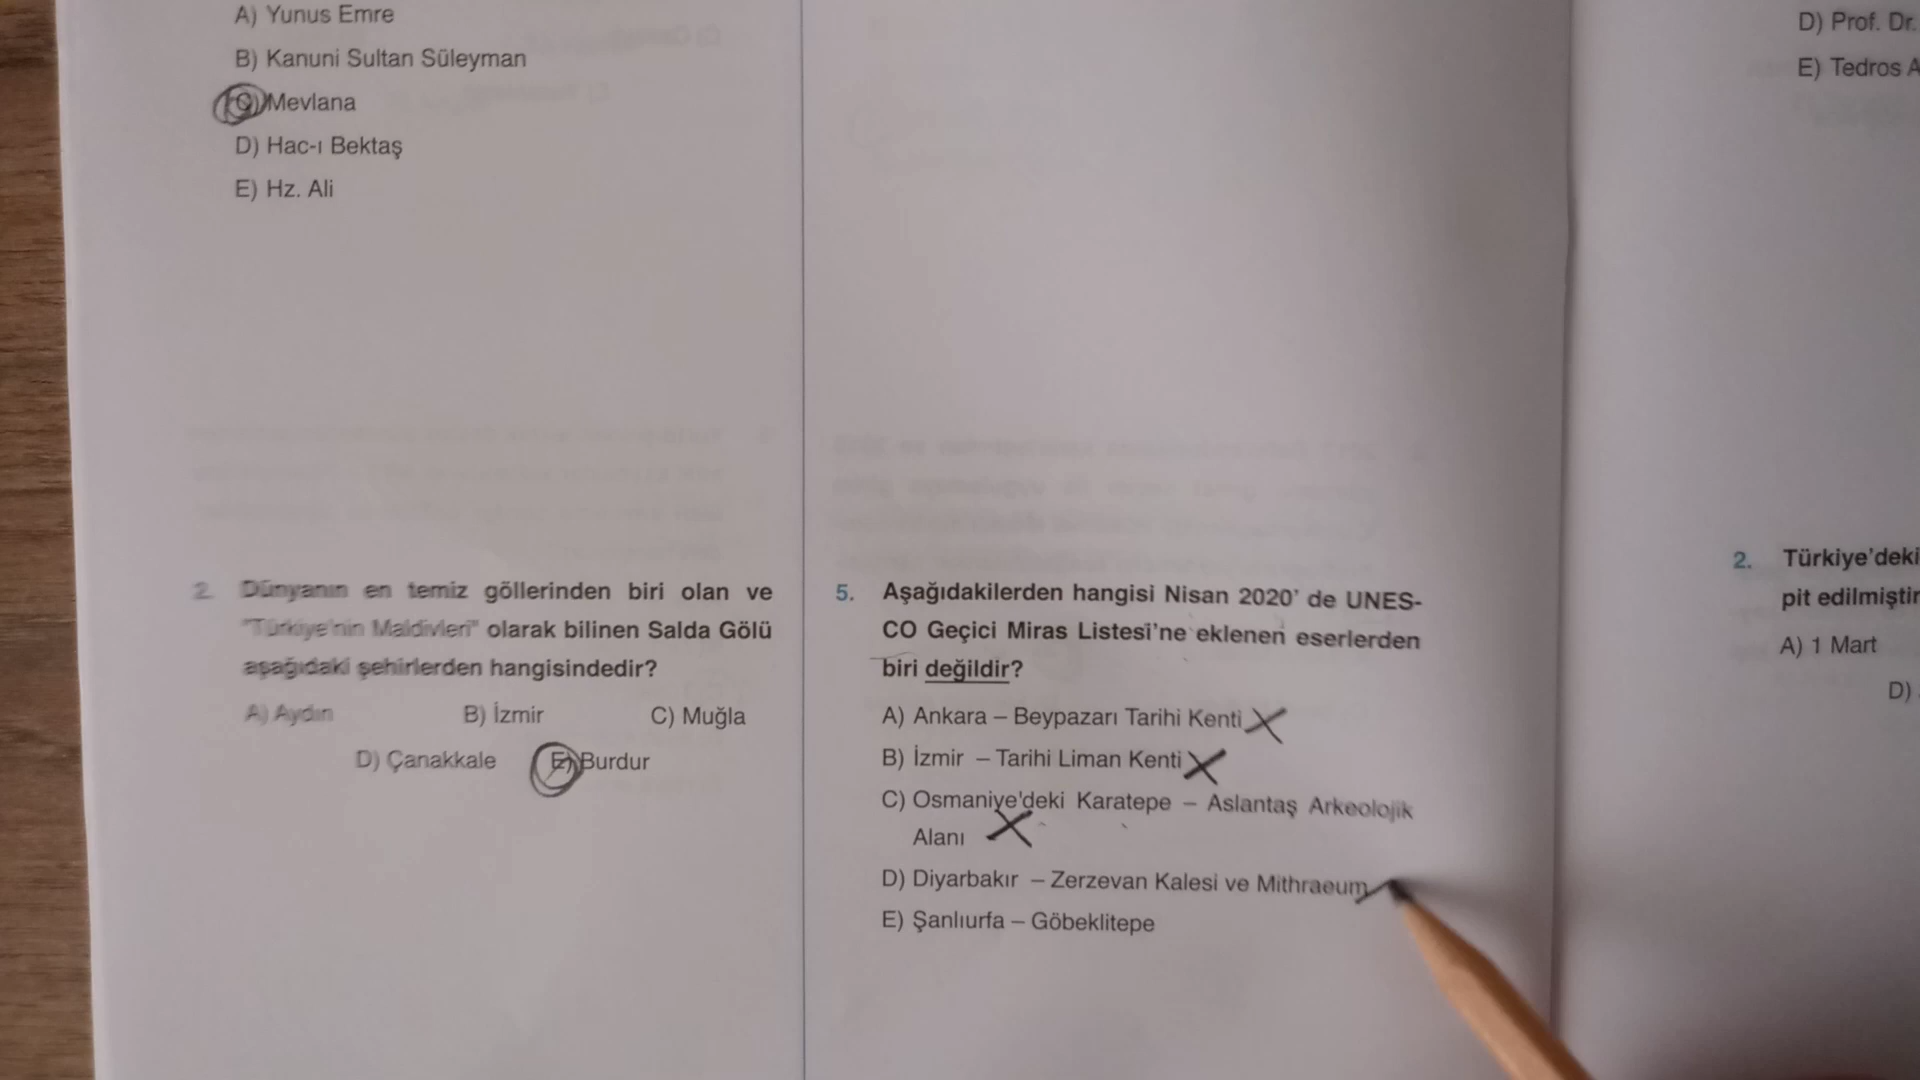 A) Yunus Emre
B) Kanuni Sultan Süleyman
C) Mevlana
D) Hac-ı Bektaş
E) Hz. Ali
2. Dünyanın en temiz göllerinden biri olan ve
"Türkiye'nin Maldivleri" olarak bilinen Salda Gölü
aşağıdaki şehirlerden hangisindedir?
A) Aydın B) İzmir C) Muğla
D) Çanakkale E) Burdur
5. Aşağıdakilerden hangisi Nisan 2020' de UNES-
CO Geçici Miras Listesi'ne eklenen eserlerden
biri değildir?
A) Ankara – Beypazarı Tarihi Kenti
B) İzmir – Tarihi Liman Kenti
C) Osmaniye'deki Karatepe – Aslantaş Arkeolojik
Alanı
D) Diyarbakır – Zerzevan Kalesi ve Mithraeum
E) Şanlıurfa – Göbeklitepe
D) Prof. Dr.
E) Tedros A
2. Türkiye'deki
pit edilmiştir
A) 1 Mart
D)